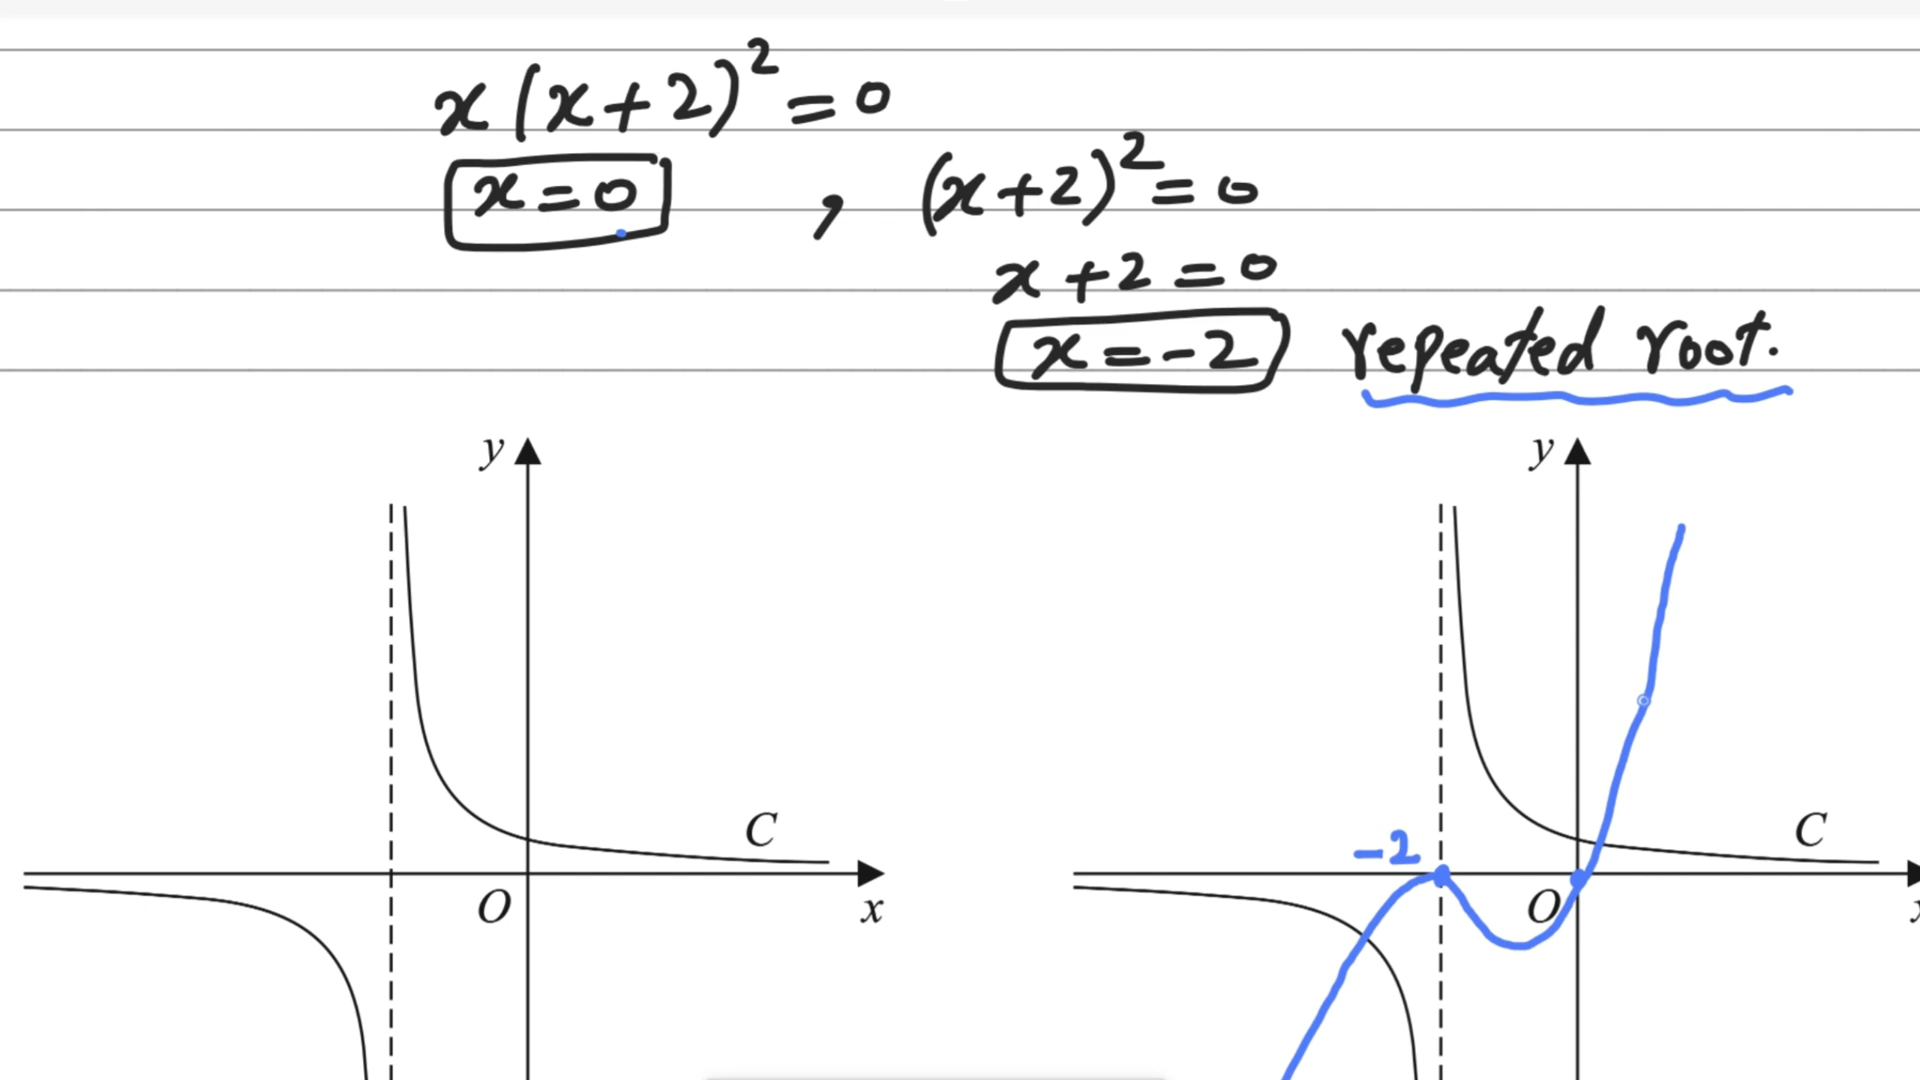 x(x+2)²=0
x=0 , (x+2)²=0
x+2=0
x=-2 repeated root.
y y
-2 C C
O x O x